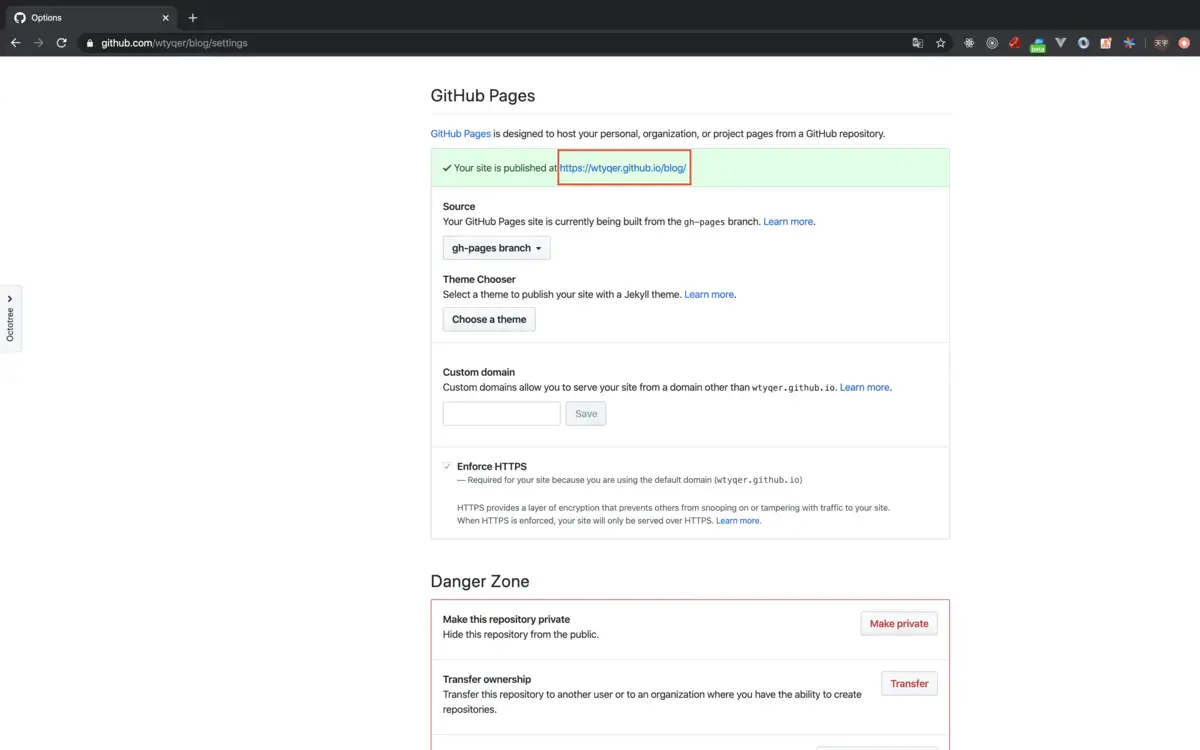 Options
github.com/wtyqer/blog/settings
beta
天宇
GitHub Pages
GitHub Pages is designed to host your personal, organization, or project pages from a GitHub repository.
Your site is published at https://wtyqer.github.io/blog/
Source
Your GitHub Pages site is currently being built from the gh-pages branch. Learn more.
gh-pages branch
Theme Chooser
Select a theme to publish your site with a Jekyll theme. Learn more.
Choose a theme
Octotree
Custom domain
Custom domains allow you to serve your site from a domain other than wtyqer.github.io. Learn more.
Save
Enforce HTTPS
— Required for your site because you are using the default domain (wtyqer.github.io)
HTTPS provides a layer of encryption that prevents others from snooping on or tampering with traffic to your site.
When HTTPS is enforced, your site will only be served over HTTPS. Learn more.
Danger Zone
Make this repository private
Hide this repository from the public.
Make private
Transfer ownership
Transfer this repository to another user or to an organization where you have the ability to create
repositories.
Transfer